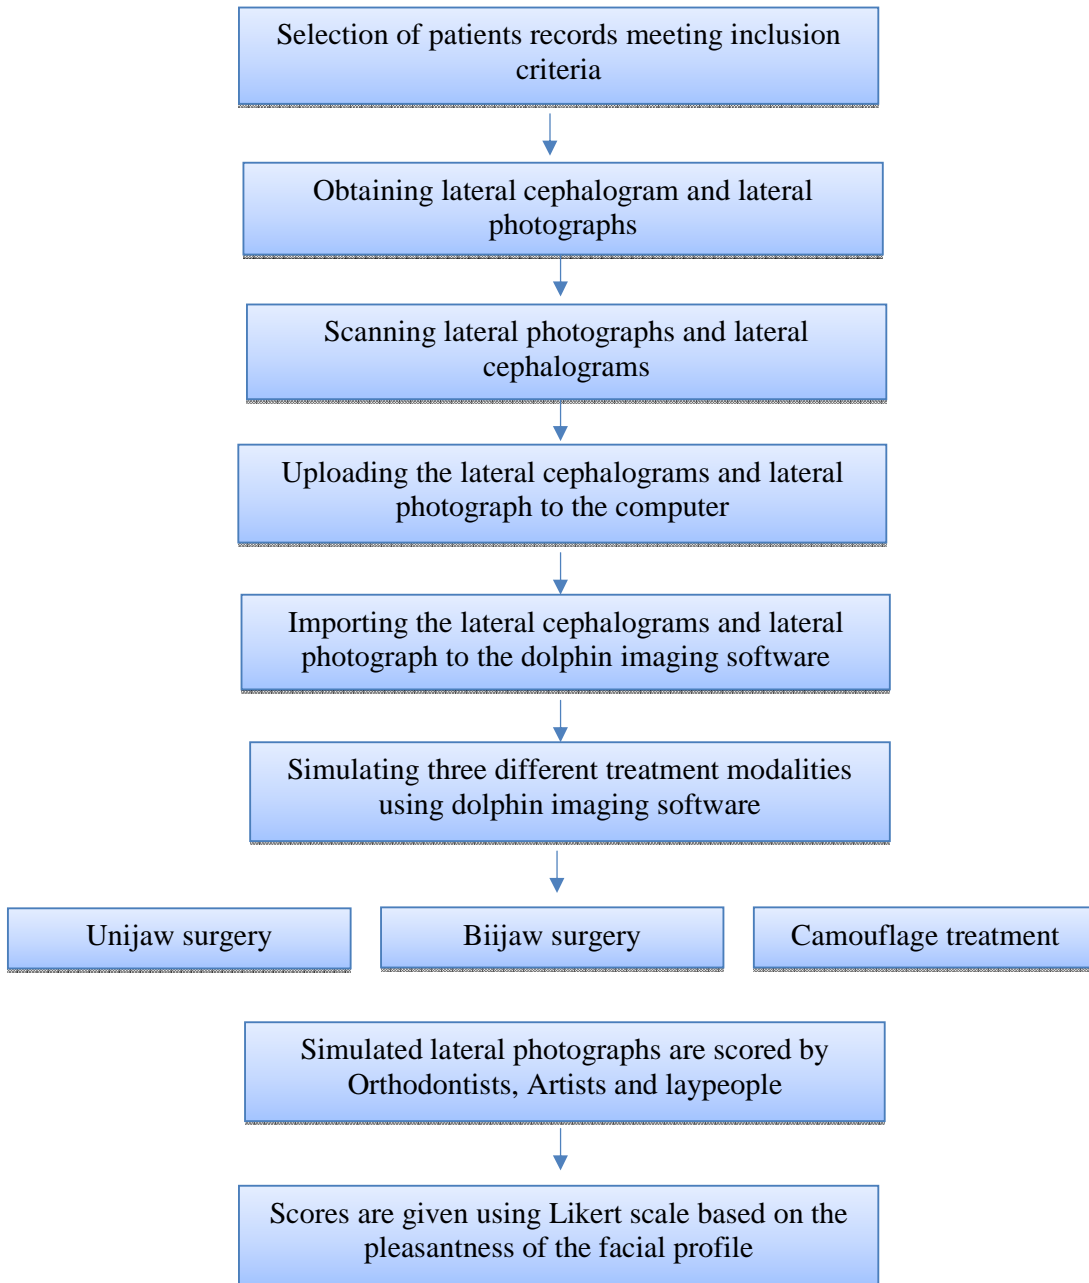 Selection of patients records meeting inclusion
criteria
Obtaining lateral cephalogram and lateral
photographs
Scanning lateral photographs and lateral
cephalograms
Uploading the lateral cephalograms and lateral
photograph to the computer
Importing the lateral cephalograms and lateral
photograph to the dolphin imaging software
Simulating three different treatment modalities
using dolphin imaging software
Unijaw surgery
Biijaw surgery
Camouflage treatment
Simulated lateral photographs are scored by
Orthodontists, Artists and laypeople
Scores are given using Likert scale based on the
pleasantness of the facial profile